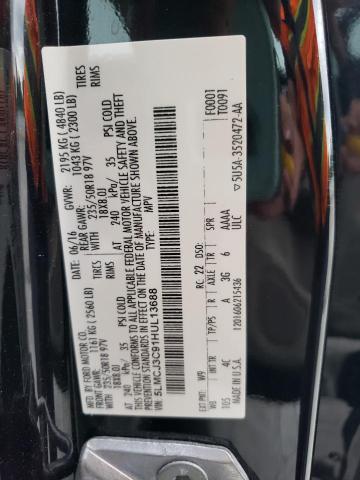 MFD. BY FORD MOTOR CO.
06/16 GVWR: 2195 KG (4840 LB)
FRONT GAWR: 1161 KG (2560 LB) REAR GAWR: 1043 KG (2300 LB)
WITH 235/50R18 97V TIRES WITH 235/50R18 97V TIRES
18X8.0J RIMS 18X8.0J RIMS
AT 240 kPa/ 35 PSI COLD AT 240 kPa/ 35 PSI COLD
THIS VEHICLE CONFORMS TO ALL APPLICABLE FEDERAL MOTOR VEHICLE SAFETY AND THEFT
PREVENTION STANDARDS IN EFFECT ON THE DATE OF MANUFACTURE SHOWN ABOVE.
VIN: 5LMCJ3C91HUL13688
TYPE: MPV
F0001
T0091
EXT PNT: W9 RC: 22 DSO:
WB INT TR TP/PS R AXLE TR SPR
105 4C A 3G 6 AAAA
ULC
▽5U5A-3520472-AA
MADE IN U.S.A.
1201606215436